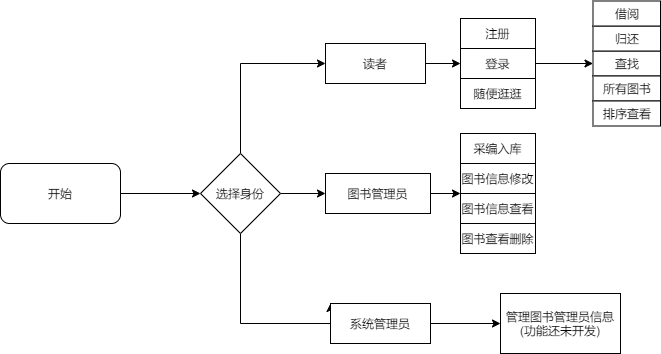 开始
选择身份
读者
注册
登录
随便逛逛
借阅
归还
查找
所有图书
排序查看
图书管理员
采编入库
图书信息修改
图书信息查看
图书查看删除
系统管理员
管理图书管理员信息
(功能还未开发)